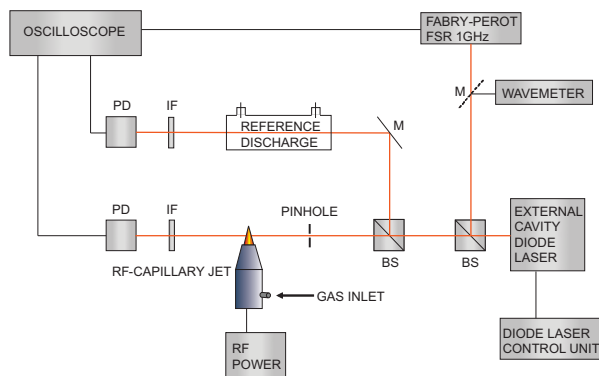 OSCILLOSCOPE
FABRY-PEROT
FSR 1GHz
M
WAVEMETER
PD
IF
REFERENCE
DISCHARGE
M
PD
IF
PINHOLE
BS
BS
EXTERNAL
CAVITY
DIODE
LASER
RF-CAPILLARY JET
GAS INLET
RF
POWER
DIODE LASER
CONTROL UNIT